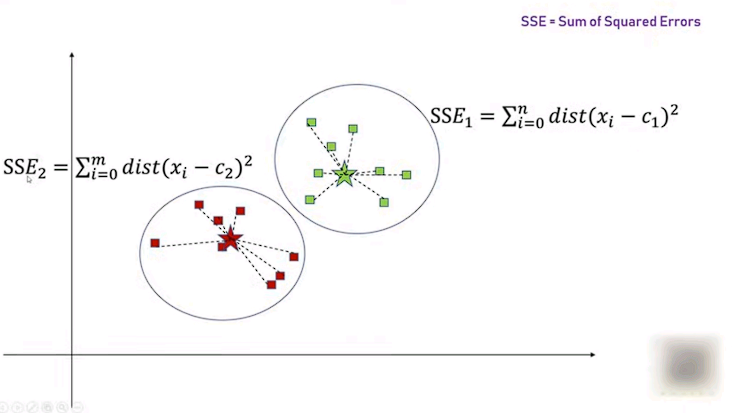 SSE = Sum of Squared Errors
SSE₁ = ∑ⁿᵢ₌₀ dist(xᵢ − c₁)²
SSE₂ = ∑ᵐᵢ₌₀ dist(xᵢ − c₂)²